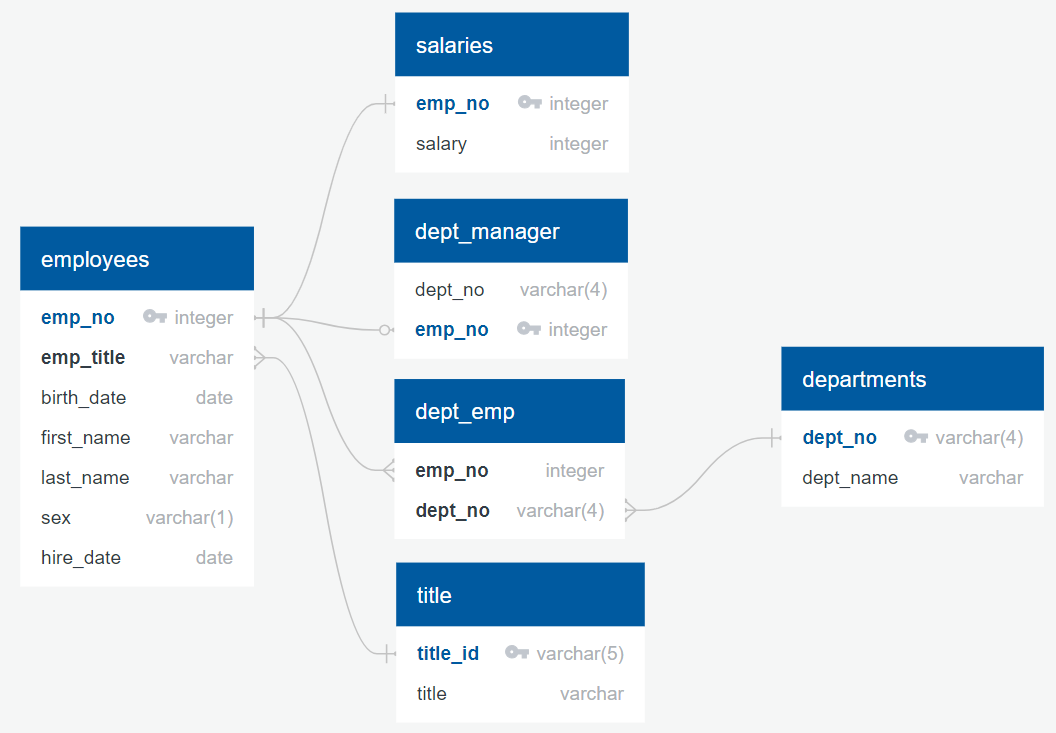 salaries
emp_no integer
salary integer
dept_manager
dept_no varchar(4)
emp_no integer
employees
emp_no integer
emp_title varchar
birth_date date
first_name varchar
last_name varchar
sex varchar(1)
hire_date date
dept_emp
emp_no integer
dept_no varchar(4)
departments
dept_no varchar(4)
dept_name varchar
title
title_id varchar(5)
title varchar